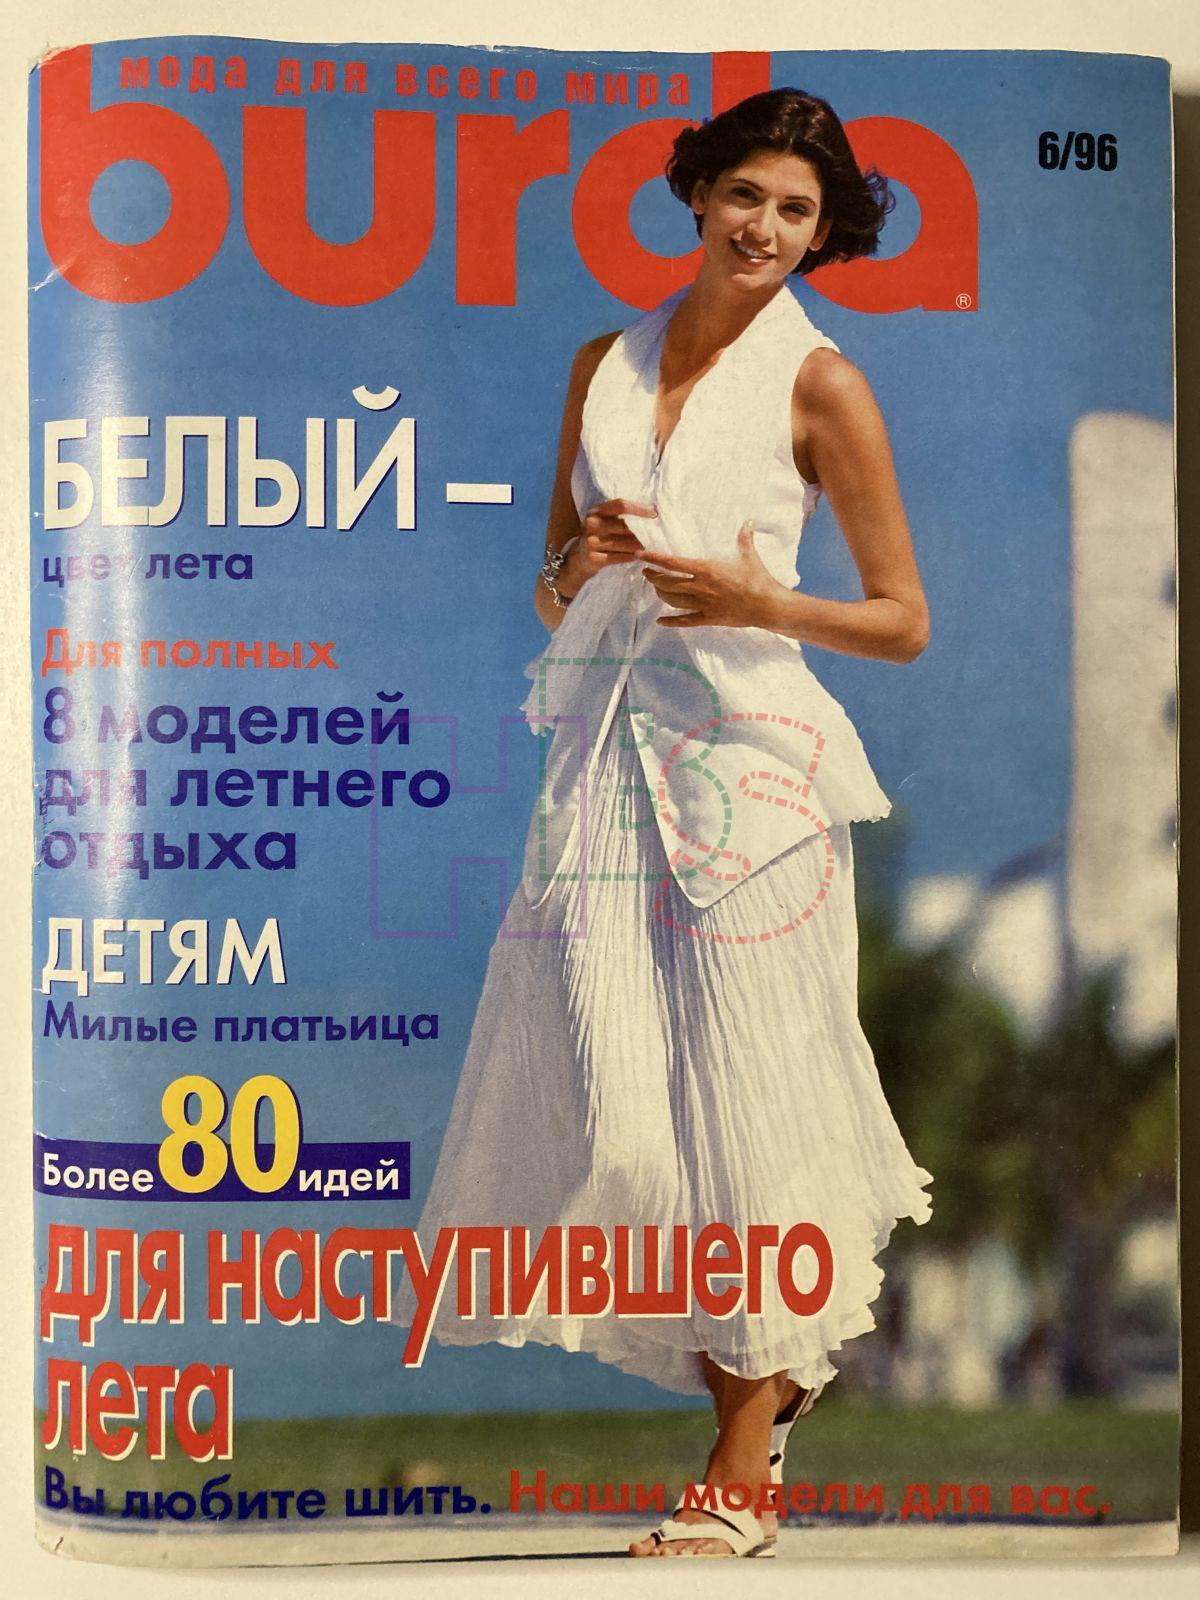 мода для всего мира
burda
®
6/96
БЕЛЫЙ –
цвет лета
Для полных
8 моделей
для летнего
отдыха
ДЕТЯМ
Милые платьица
Более 80 идей
для наступившего
лета
Вы любите шить. Наши модели для вас.